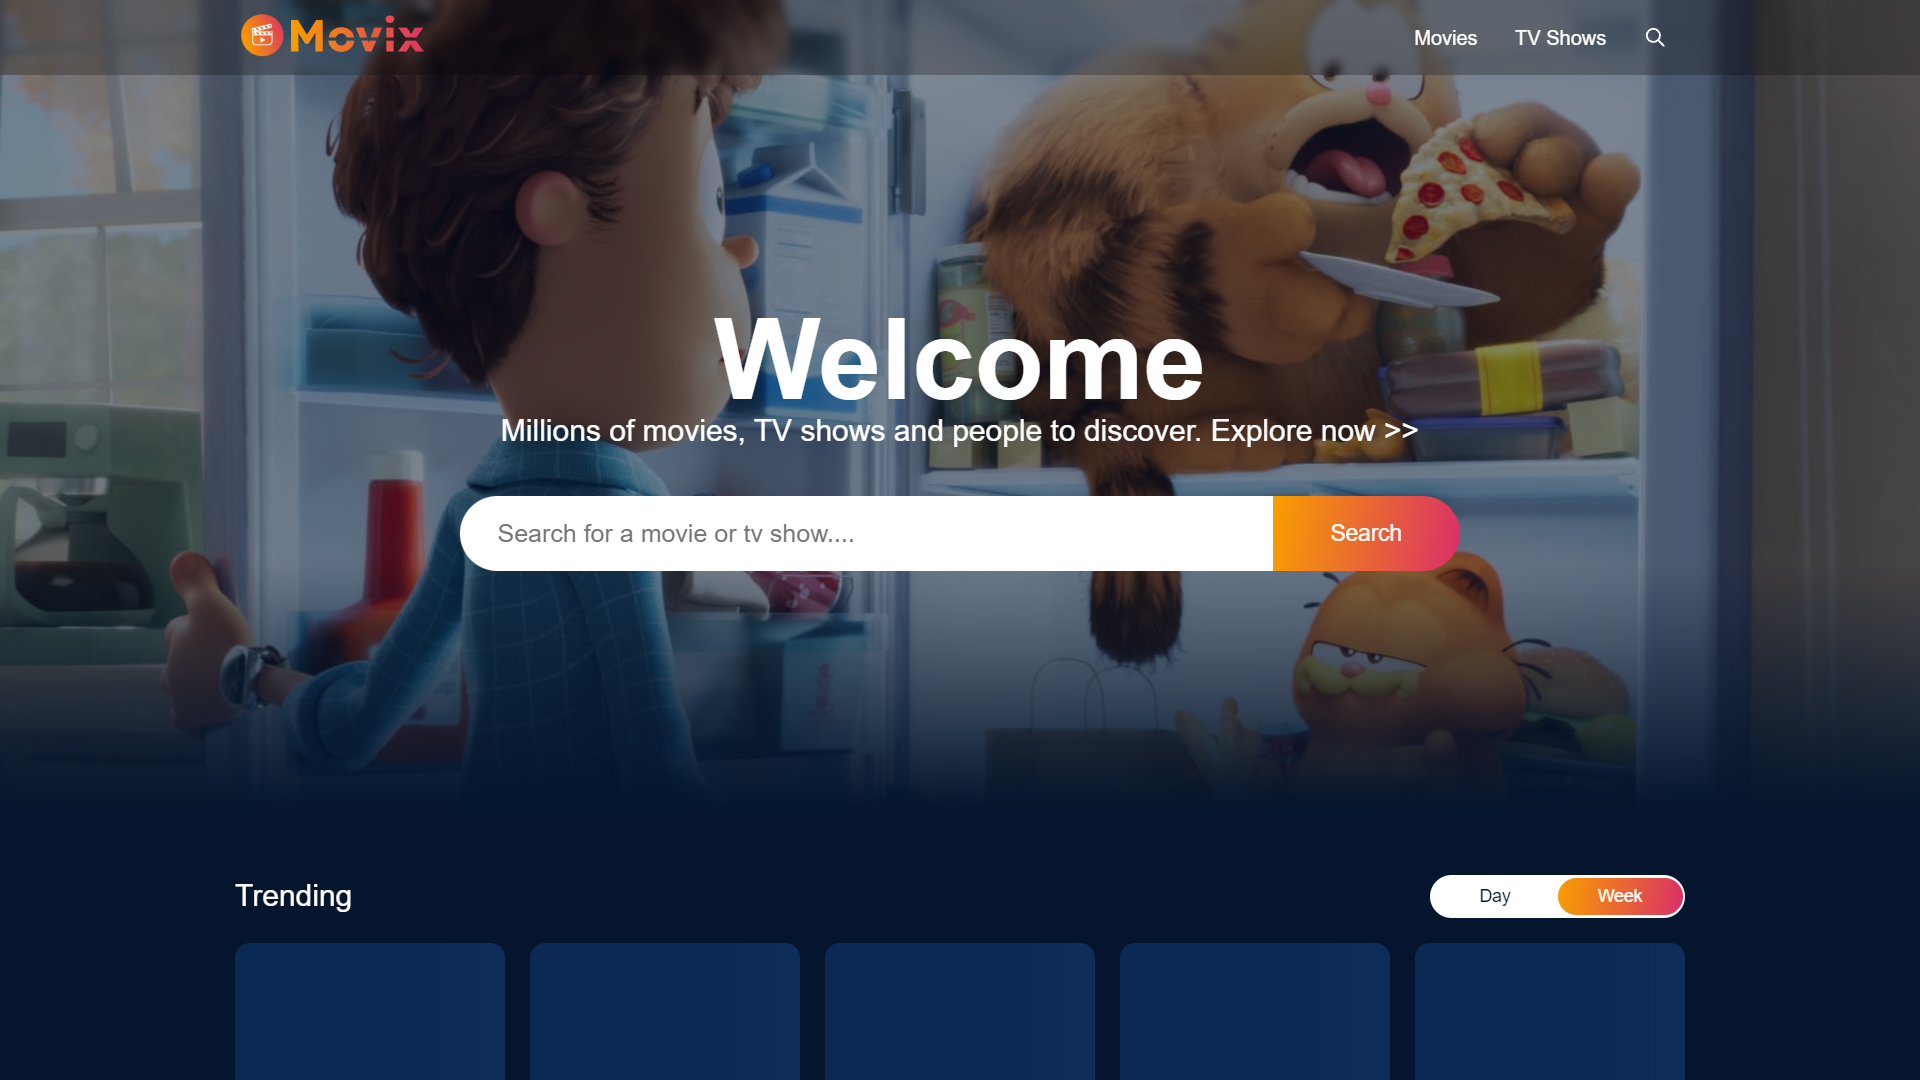 Movix
Movies
TV Shows
Welcome
Millions of movies, TV shows and people to discover. Explore now >>
Search for a movie or tv show....
Search
Trending
Day
Week